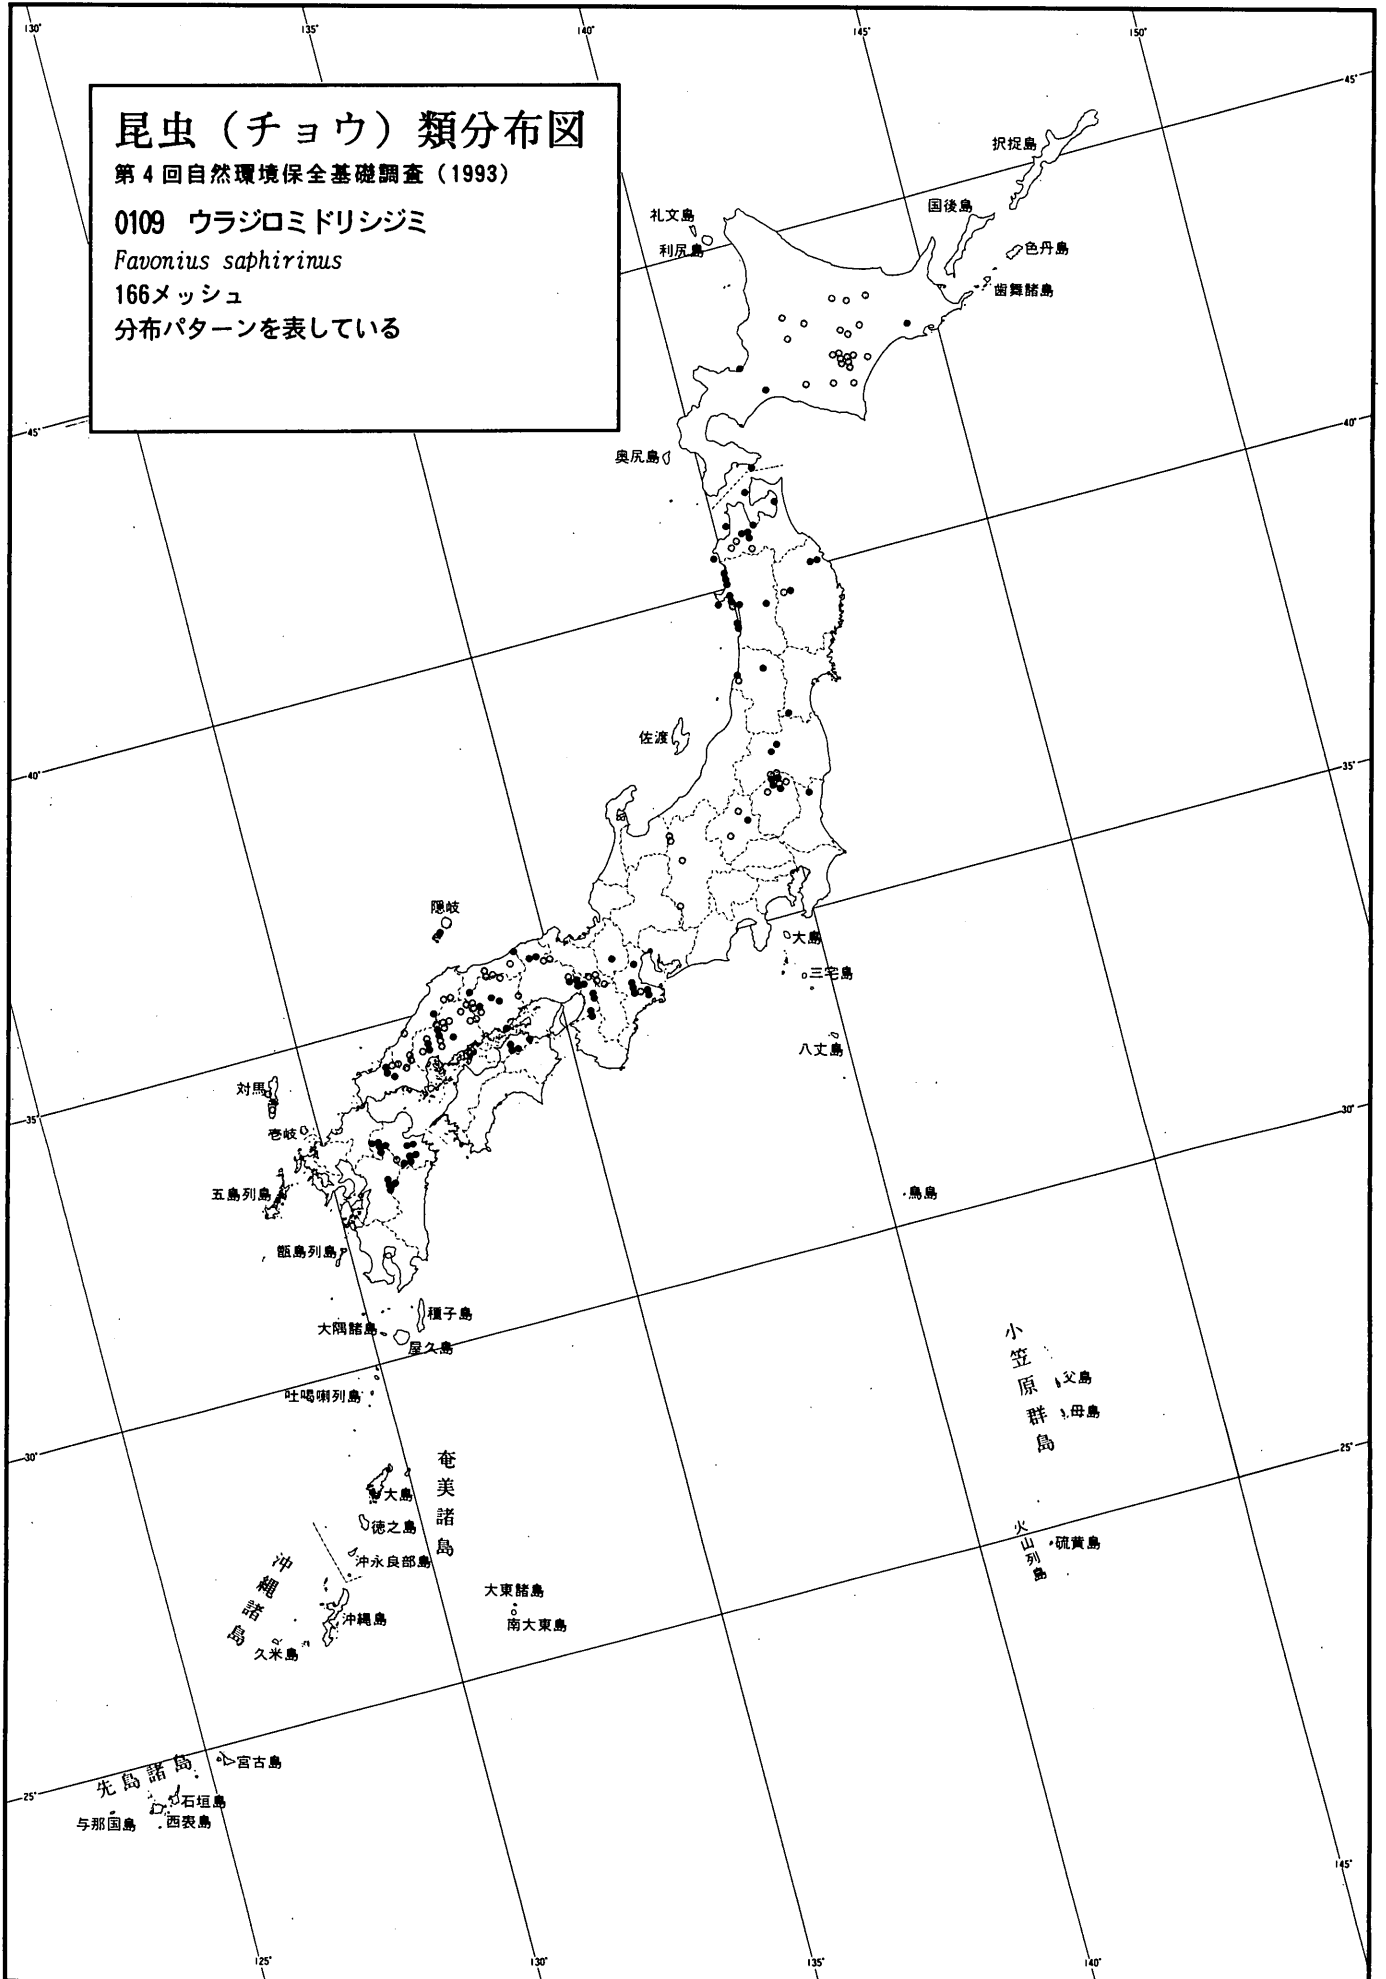 130°
135°
140°
145°
150°
昆虫（チョウ）類分布図
第4回自然環境保全基礎調査（1993）
0109 ウラジロミドリシジミ
Favonius saphirinus
166メッシュ
分布パターンを表している
45°
択捉島
国後島
礼文島
利尻島
色丹島
歯舞諸島
45°
40°
奥尻島
佐渡
40°
35°
隠岐
大島
三宅島
八丈島
対馬
壱岐
35°
30°
五島列島
鳥島
甑島列島
種子島
大隅諸島
屋久島
吐噶喇列島
小笠原群島
父島
母島
30°
25°
奄美諸島
大島
徳之島
沖永良部島
火山列島
硫黄島
沖縄諸島
沖縄島
久米島
大東諸島
南大東島
先島諸島
宮古島
石垣島
西表島
与那国島
25°
145°
125°
130°
135°
140°